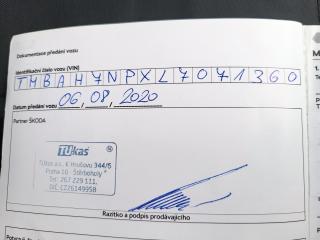 Dokumentace předání vozu
Identifikační číslo vozu (VIN)
TMBAH7NPXL7071360
Datum předání vozu 06, 08, 2020
Partner ŠKODA
TUkas
TUkas a.s. K Hrušovu 344/5
Praha 10 - Štěrboholy
Tel: 267 229 111,
DIČ CZ26149958
Razítko a podpis prodávajícího